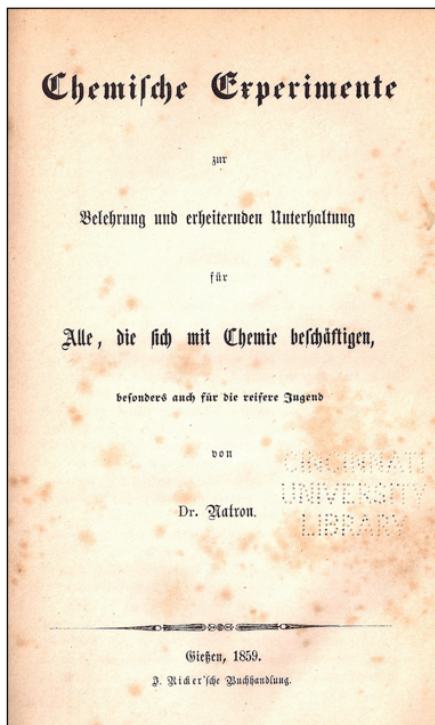 Chemiſche Experimente
zur
Belehrung und erheiternden Unterhaltung
für
Alle, die ſich mit Chemie beſchäftigen,
beſonders auch für die reifere Jugend
von
Dr. Natron.
CINCINNATI
UNIVERSITY
LIBRARY
Gießen, 1859.
J. Ricker'ſche Buchhandlung.